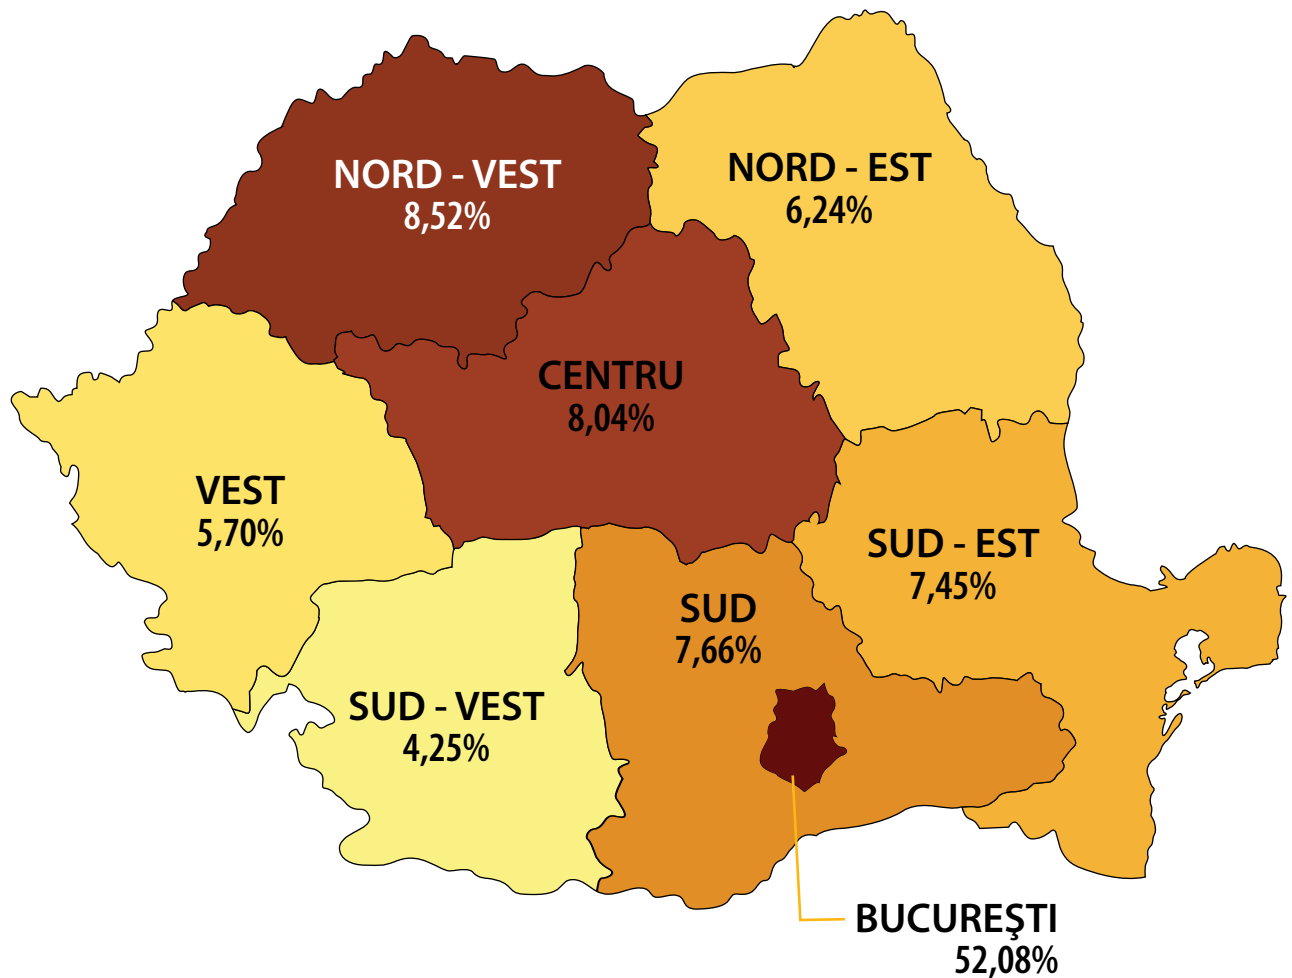 NORD - VEST
8,52%
NORD - EST
6,24%
CENTRU
8,04%
VEST
5,70%
SUD - EST
7,45%
SUD
7,66%
SUD - VEST
4,25%
BUCUREŞTI
52,08%